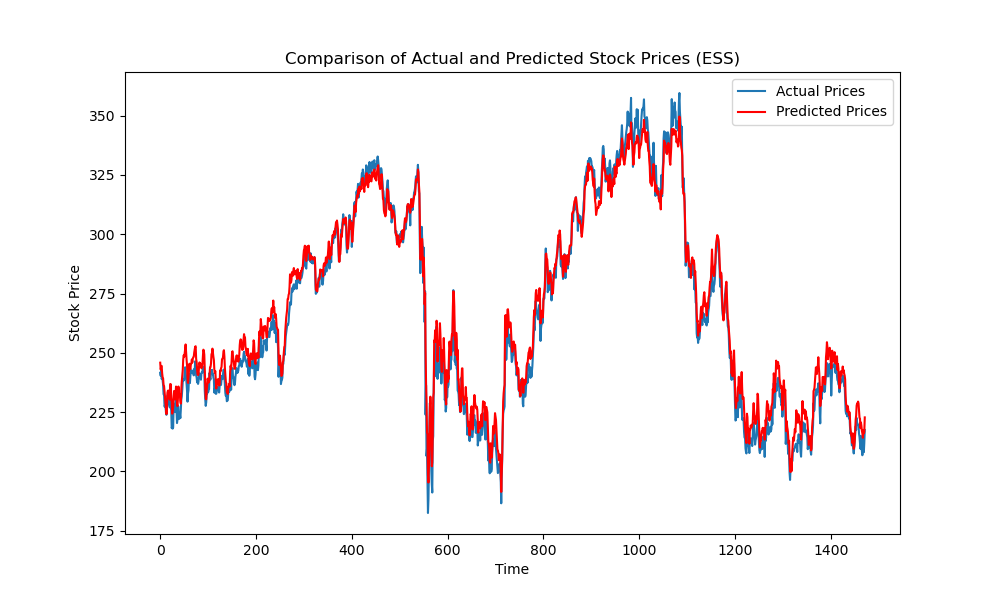 Comparison of Actual and Predicted Stock Prices (ESS)
Actual Prices
Predicted Prices
Stock Price
350
325
300
275
250
225
200
175
0 200 400 600 800 1000 1200 1400
Time